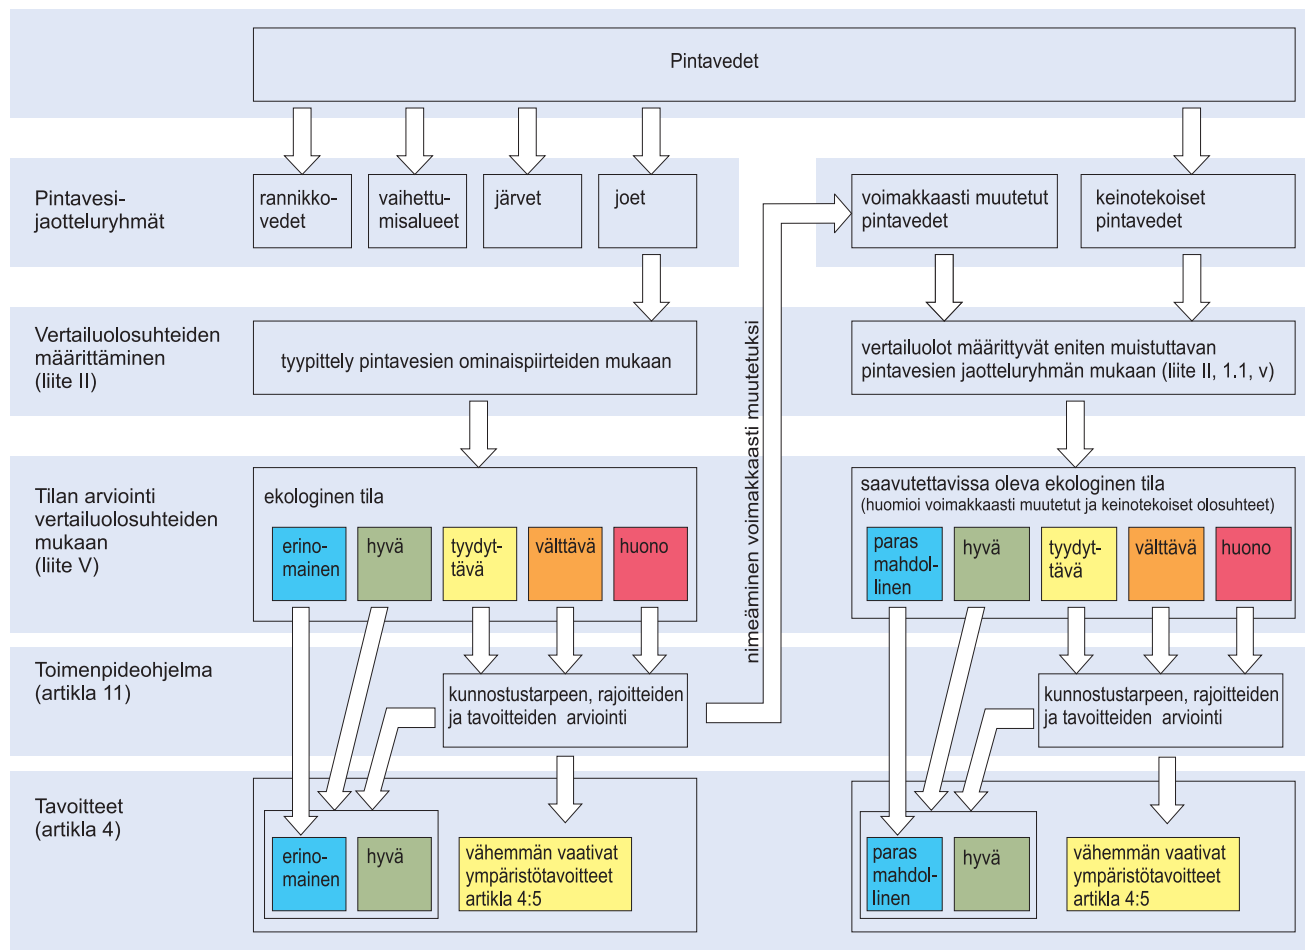 Pintavedet
Pintavesi-
jaotteluryhmät
rannikko-
vedet
vaihettu-
misalueet
järvet
joet
voimakkaasti muutetut
pintavedet
keinotekoiset
pintavedet
nimeäminen voimakkaasti muutetuksi
Vertailuolosuhteiden
määrittäminen
(liite II)
tyypittely pintavesien ominaispiirteiden mukaan
vertailuolot määrittyvät eniten muistuttavan
pintavesien jaotteluryhmän mukaan (liite II, 1.1, v)
Tilan arviointi
vertailuolosuhteiden
mukaan
(liite V)
ekologinen tila
erino-
mainen
hyvä
tyydyt-
tävä
välttävä
huono
saavutettavissa oleva ekologinen tila
(huomioi voimakkaasti muutetut ja keinotekoiset olosuhteet)
paras
mahdol-
linen
hyvä
tyydyt-
tävä
välttävä
huono
Toimenpideohjelma
(artikla 11)
kunnostustarpeen, rajoitteiden
ja tavoitteiden arviointi
kunnostustarpeen, rajoitteiden
ja tavoitteiden arviointi
Tavoitteet
(artikla 4)
erino-
mainen
hyvä
vähemmän vaativat
ympäristötavoitteet
artikla 4:5
paras
mahdol-
linen
hyvä
vähemmän vaativat
ympäristötavoitteet
artikla 4:5